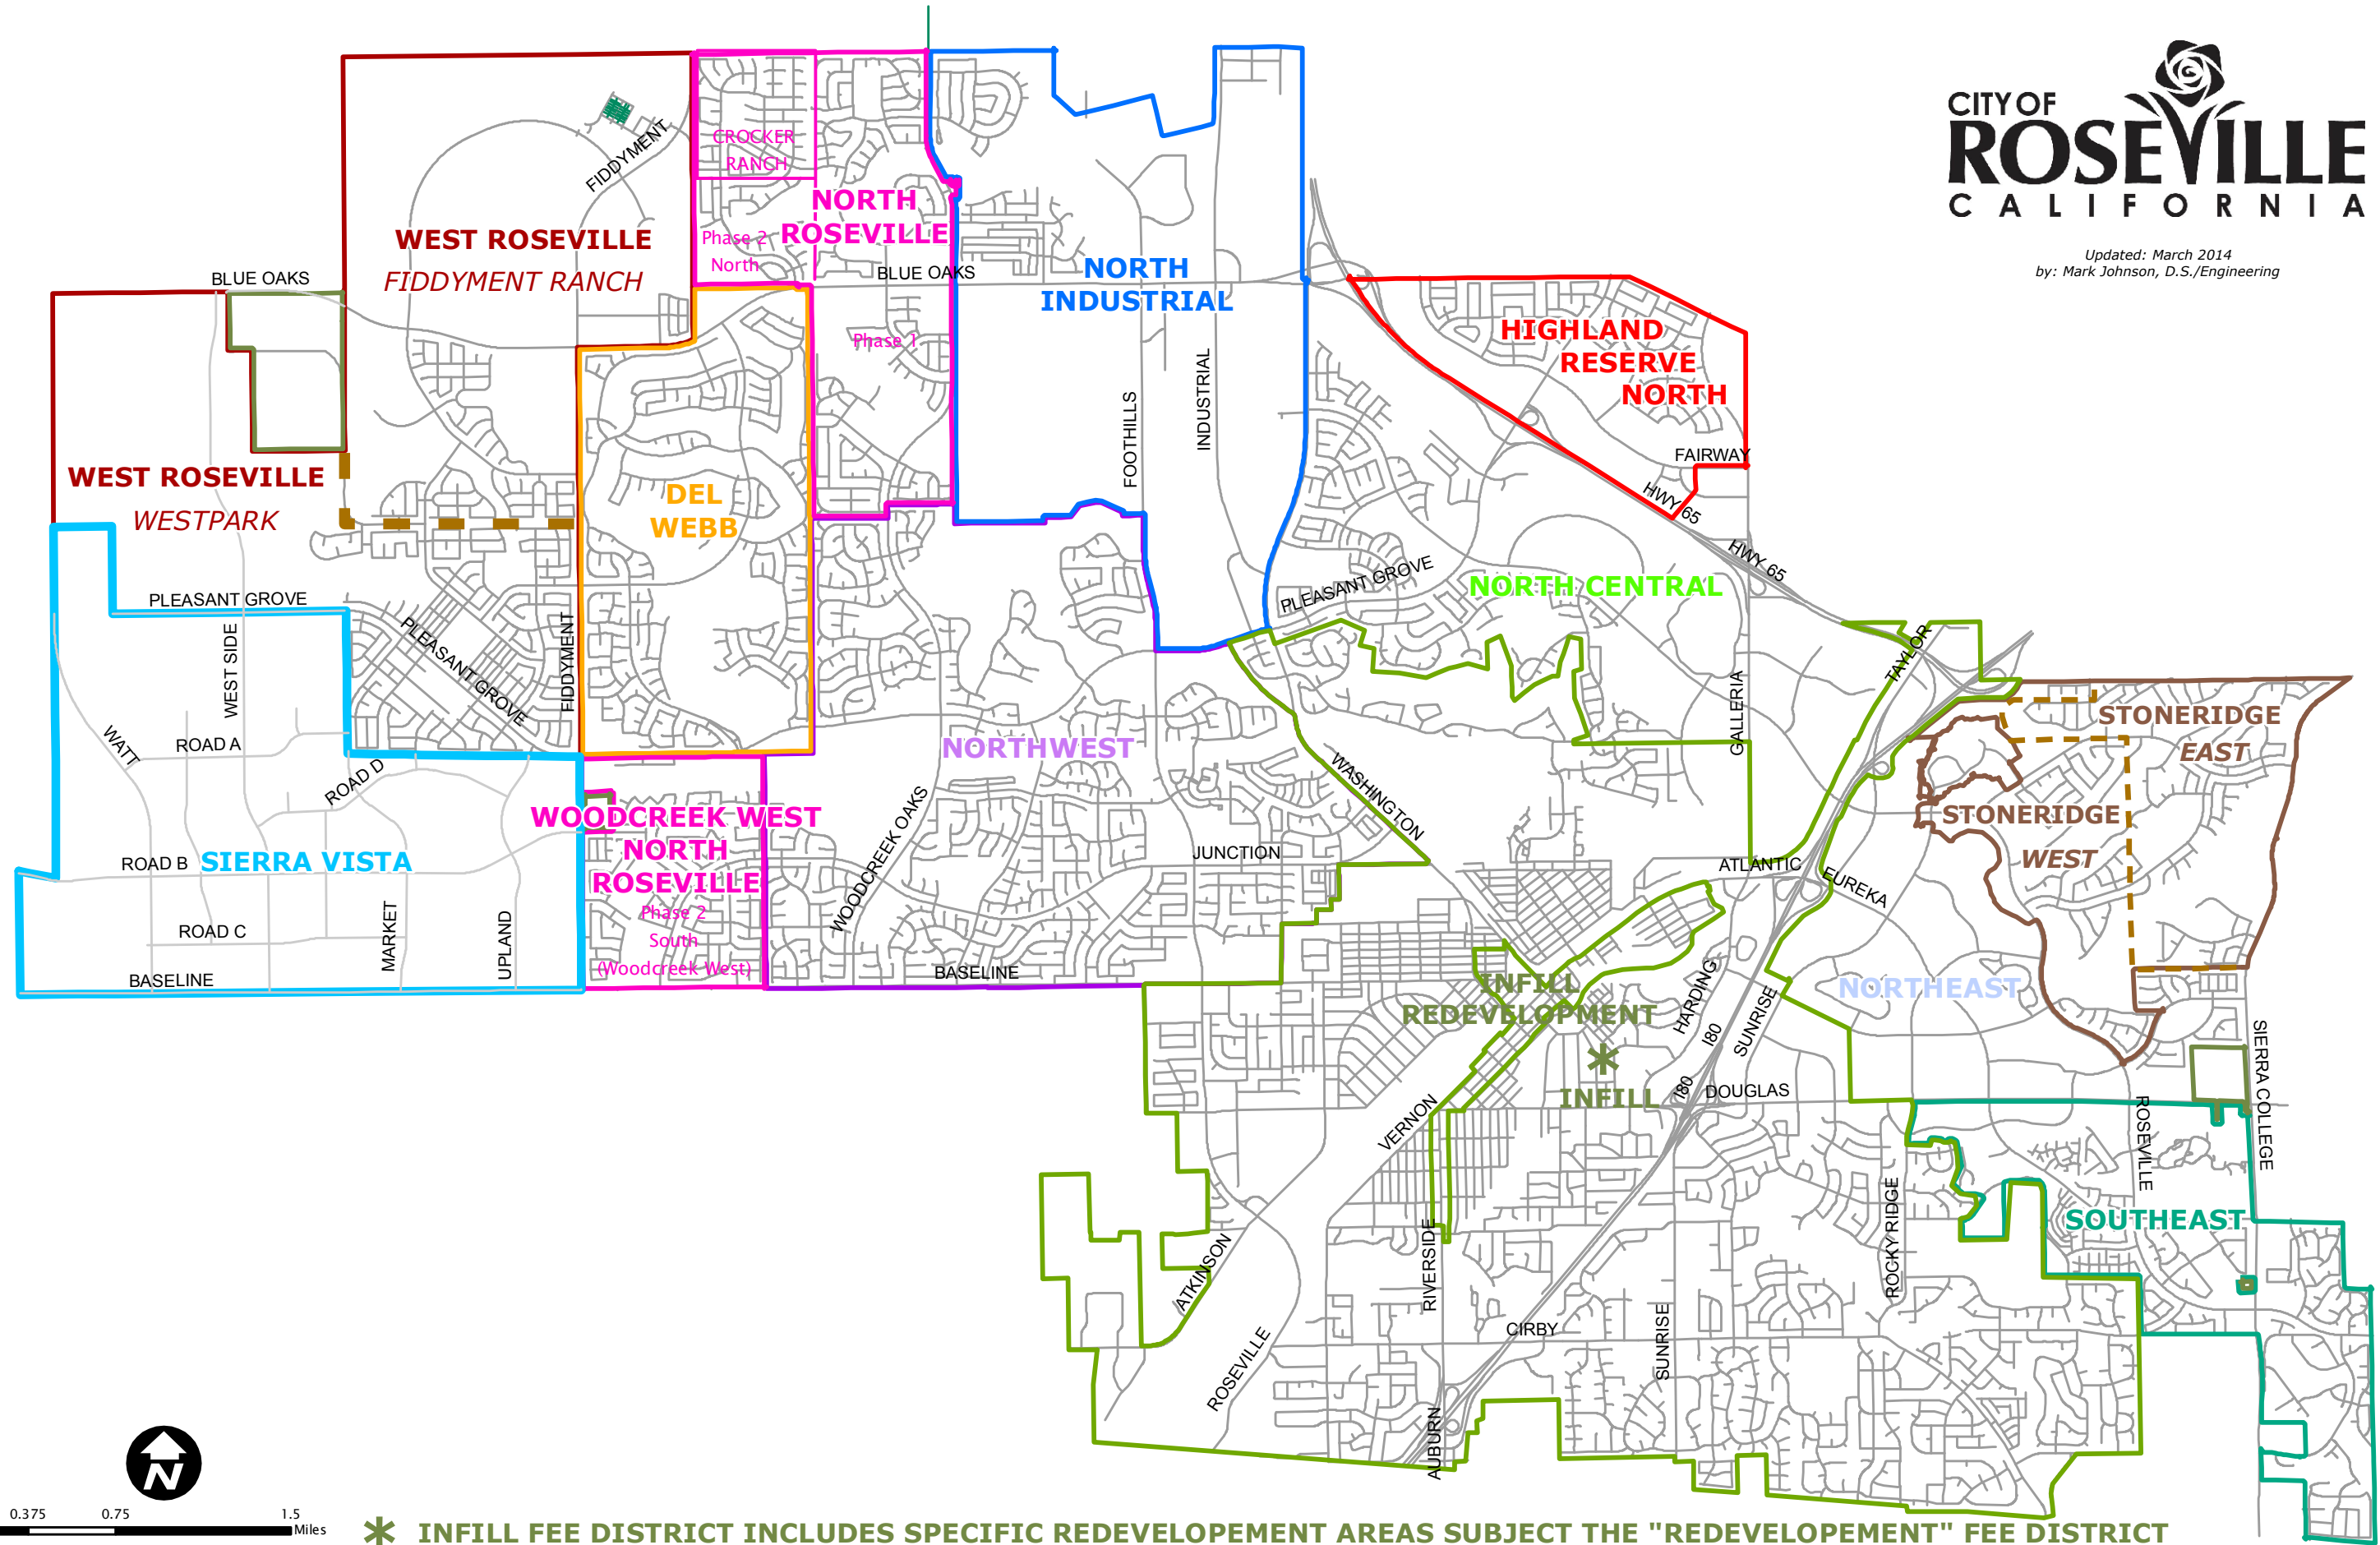 CITY OF
ROSEVILLE
CALIFORNIA
Updated: March 2014
by: Mark Johnson, D.S./Engineering
CROCKER
RANCH
FIDDYMENT
NORTH
ROSEVILLE
Phase 2
North
WEST ROSEVILLE
FIDDYMENT RANCH
BLUE OAKS
BLUE OAKS
NORTH
INDUSTRIAL
Phase 1
HIGHLAND
RESERVE
NORTH
FOOTHILLS
INDUSTRIAL
FAIRWAY
HWY 65
HWY 65
WEST ROSEVILLE
WESTPARK
DEL
WEBB
PLEASANT GROVE
PLEASANT GROVE
PLEASANT GROVE
NORTH CENTRAL
WEST SIDE
FIDDYMENT
GALLERIA
TAYLOR
STONERIDGE
EAST
WATT
ROAD A
ROAD D
NORTHWEST
WASHINGTON
STONERIDGE
WEST
WOODCREEK WEST
NORTH
ROSEVILLE
Phase 2
South
(Woodcreek West)
WOODCREEK OAKS
JUNCTION
ROAD B
SIERRA VISTA
ATLANTIC
EUREKA
ROAD C
MARKET
UPLAND
BASELINE
BASELINE
INFILL
REDEVELOPMENT
*
INFILL
HARDING
I80
SUNRISE
NORTHEAST
I80
DOUGLAS
SIERRA COLLEGE
ROSEVILLE
VERNON
ROCKY RIDGE
SOUTHEAST
RIVERSIDE
ATKINSON
ROSEVILLE
CIRBY
SUNRISE
AUBURN
N
0.375 0.75 1.5
Miles
* INFILL FEE DISTRICT INCLUDES SPECIFIC REDEVELOPEMENT AREAS SUBJECT THE "REDEVELOPEMENT" FEE DISTRICT